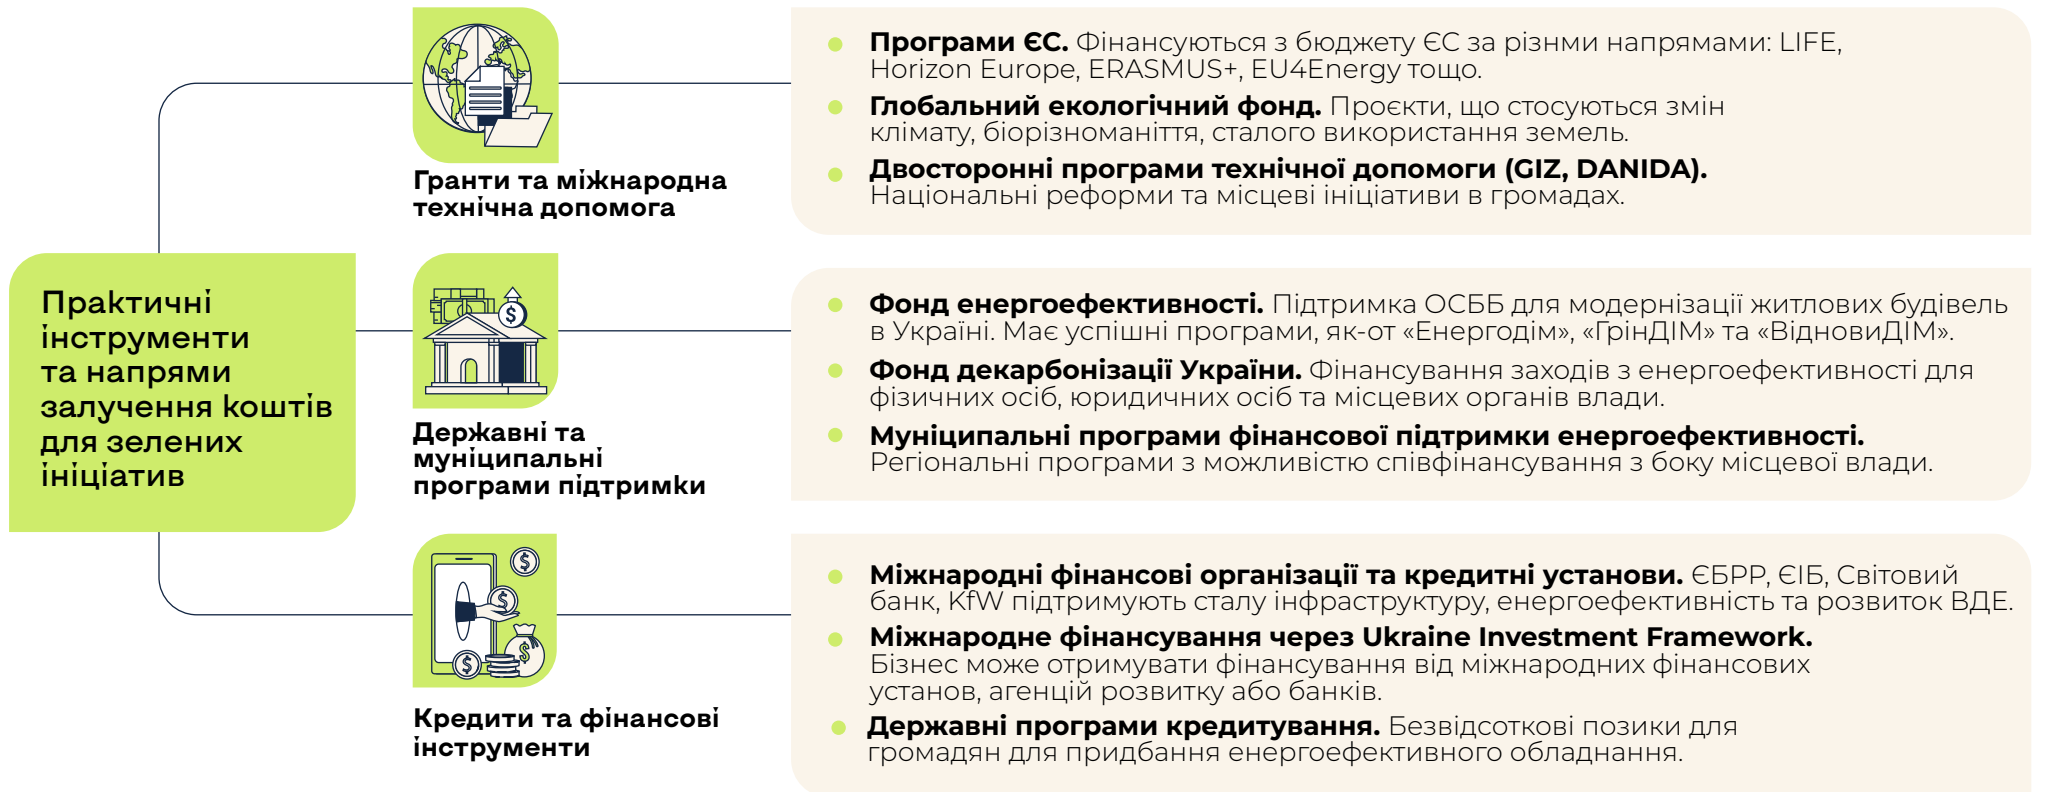 Практичні
інструменти
та напрями
залучення коштів
для зелених
ініціатив
Гранти та міжнародна
технічна допомога
Програми ЄС. Фінансуються з бюджету ЄС за різнми напрямами: LIFE,
Horizon Europe, ERASMUS+, EU4Energy тощо.
Глобальний екологічний фонд. Проєкти, що стосуються змін
клімату, біорізноманіття, сталого використання земель.
Двосторонні програми технічної допомоги (GIZ, DANIDA).
Національні реформи та місцеві ініціативи в громадах.
Державні та
муніципальні
програми підтримки
Фонд енергоефективності. Підтримка ОСББ для модернізації житлових будівель
в Україні. Має успішні програми, як-от «Енергодім», «ГрінДІМ» та «ВідновиДІМ».
Фонд декарбонізації України. Фінансування заходів з енергоефективності для
фізичних осіб, юридичних осіб та місцевих органів влади.
Муніципальні програми фінансової підтримки енергоефективності.
Регіональні програми з можливістю співфінансування з боку місцевої влади.
Кредити та фінансові
інструменти
Міжнародні фінансові організації та кредитні установи. ЄБРР, ЄІБ, Світовий
банк, KfW підтримують сталу інфраструктуру, енергоефективність та розвиток ВДЕ.
Міжнародне фінансування через Ukraine Investment Framework.
Бізнес може отримувати фінансування від міжнародних фінансових
установ, агенцій розвитку або банків.
Державні програми кредитування. Безвідсоткові позики для
громадян для придбання енергоефективного обладнання.